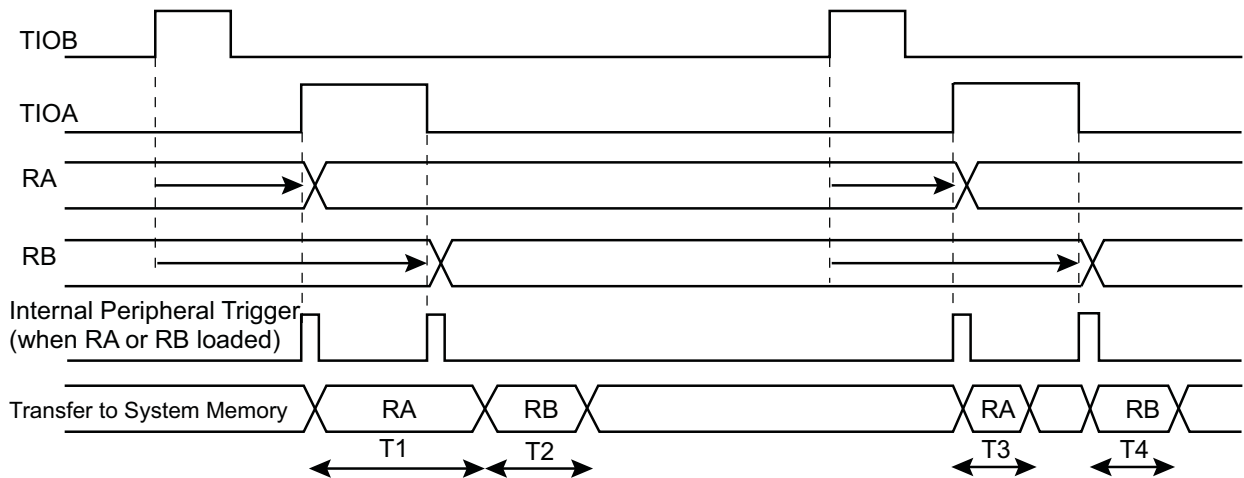 TIOB
TIOA
RA
RB
Internal Peripheral Trigger
(when RA or RB loaded)
Transfer to System Memory
RA
RB
RA
RB
T1
T2
T3
T4